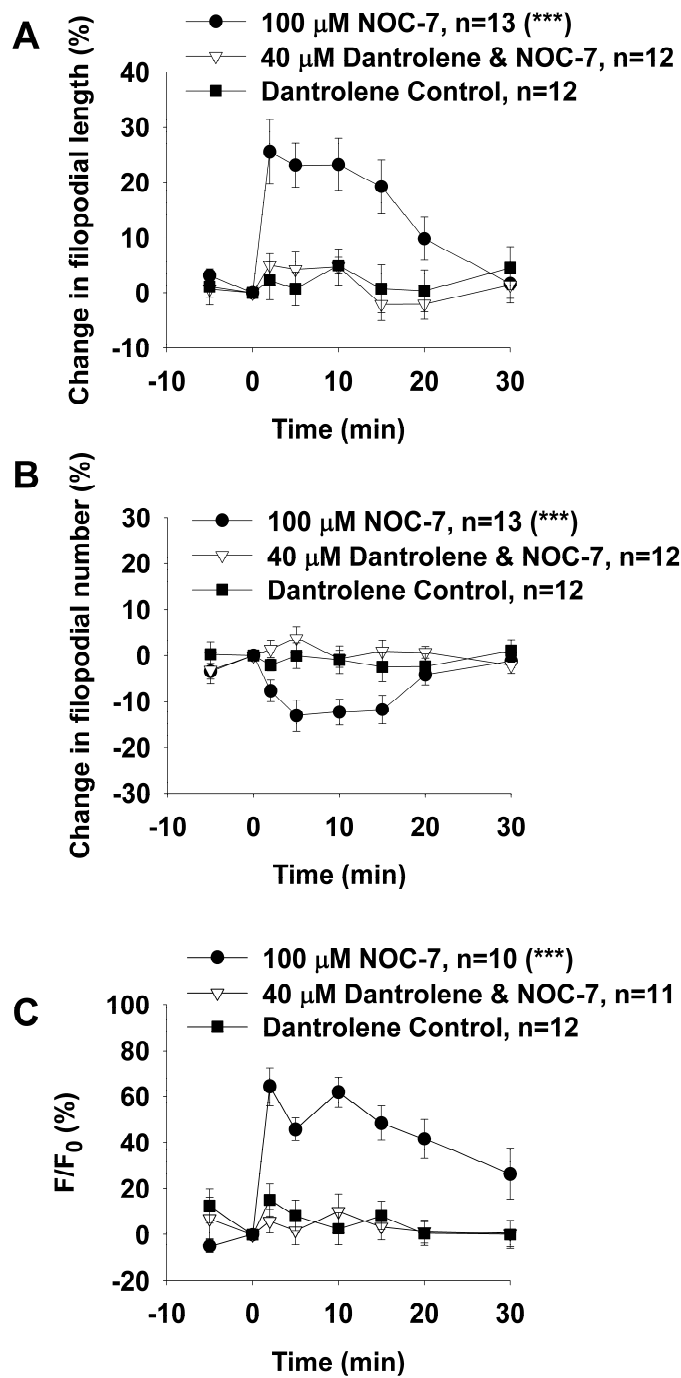 A
100 μM NOC-7, n=13 (***)
40 μM Dantrolene & NOC-7, n=12
Dantrolene Control, n=12
Change in filopodial length (%)
40
30
20
10
0
-10
-10 0 10 20 30
Time (min)
B
100 μM NOC-7, n=13 (***)
40 μM Dantrolene & NOC-7, n=12
Dantrolene Control, n=12
Change in filopodial number (%)
30
20
10
0
-10
-20
-30
-10 0 10 20 30
Time (min)
C
100 μM NOC-7, n=10 (***)
40 μM Dantrolene & NOC-7, n=11
Dantrolene Control, n=12
F/F0 (%)
100
80
60
40
20
0
-20
-10 0 10 20 30
Time (min)